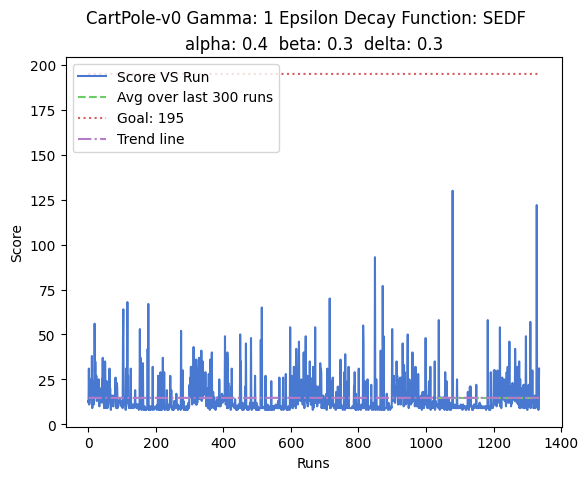 CartPole-v0 Gamma: 1 Epsilon Decay Function: SEDF
alpha: 0.4  beta: 0.3  delta: 0.3
Score VS Run
Avg over last 300 runs
Goal: 195
Trend line
200
175
150
125
100
75
50
25
0
Score
0 200 400 600 800 1000 1200 1400
Runs